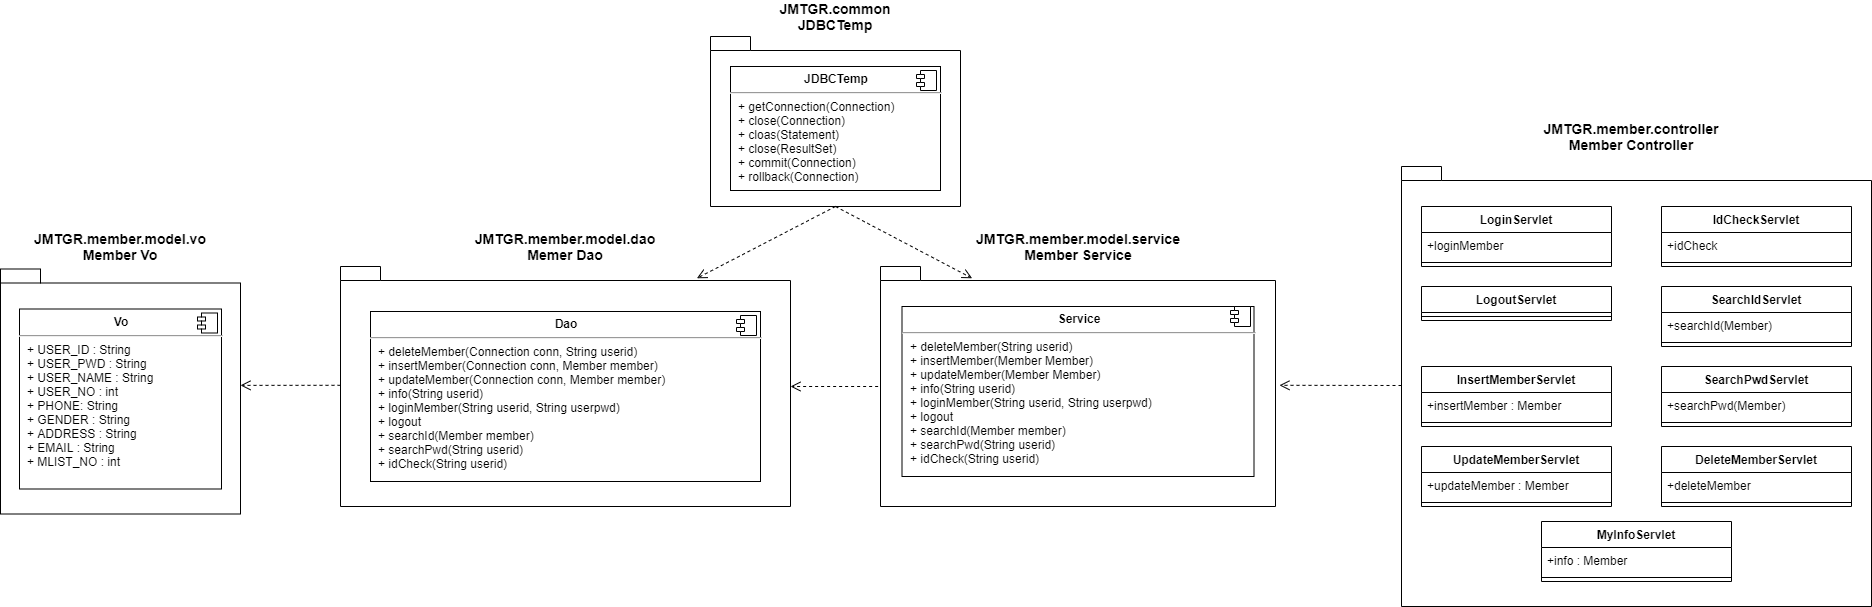 JMTGR.common
JDBCTemp
JDBCTemp
+ getConnection(Connection)
+ close(Connection)
+ cloas(Statement)
+ close(ResultSet)
+ commit(Connection)
+ rollback(Connection)
JMTGR.member.model.vo
Member Vo
Vo
+ USER_ID : String
+ USER_PWD : String
+ USER_NAME : String
+ USER_NO : int
+ PHONE: String
+ GENDER : String
+ ADDRESS : String
+ EMAIL : String
+ MLIST_NO : int
JMTGR.member.model.dao
Memer Dao
Dao
+ deleteMember(Connection conn, String userid)
+ insertMember(Connection conn, Member member)
+ updateMember(Connection conn, Member member)
+ info(String userid)
+ loginMember(String userid, String userpwd)
+ logout
+ searchId(Member member)
+ searchPwd(String userid)
+ idCheck(String userid)
JMTGR.member.model.service
Member Service
Service
+ deleteMember(String userid)
+ insertMember(Member Member)
+ updateMember(Member Member)
+ info(String userid)
+ loginMember(String userid, String userpwd)
+ logout
+ searchId(Member member)
+ searchPwd(String userid)
+ idCheck(String userid)
JMTGR.member.controller
Member Controller
LoginServlet
+loginMember
IdCheckServlet
+idCheck
LogoutServlet
SearchIdServlet
+searchId(Member)
InsertMemberServlet
+insertMember : Member
SearchPwdServlet
+searchPwd(Member)
UpdateMemberServlet
+updateMember : Member
DeleteMemberServlet
+deleteMember
MyInfoServlet
+info : Member